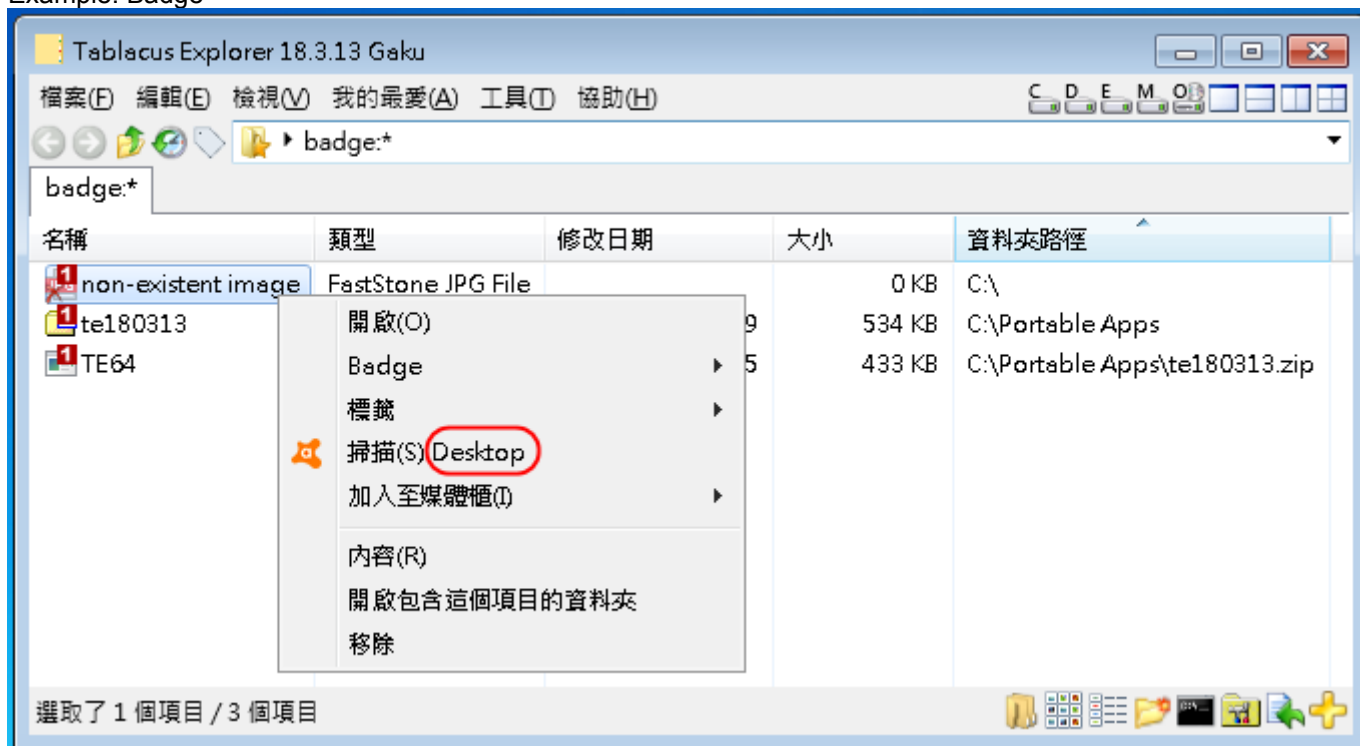 Example: Badge
Tablacus Explorer 18.3.13 Gaku
檔案(F) 編輯(E) 檢視(V) 我的最愛(A) 工具(T) 協助(H) C D E M O
badge:*
badge:*
名稱 類型 修改日期 大小 資料夾路徑
1 non-existent image FastStone JPG File 0 KB C:\
1 te180313 9 534 KB C:\Portable Apps
1 TE64 5 433 KB C:\Portable Apps\te180313.zip
開啟(O)
Badge
標籤
掃描(S) Desktop
加入至媒體櫃(I)
內容(R)
開啟包含這個項目的資料夾
移除
選取了 1 個項目 / 3 個項目